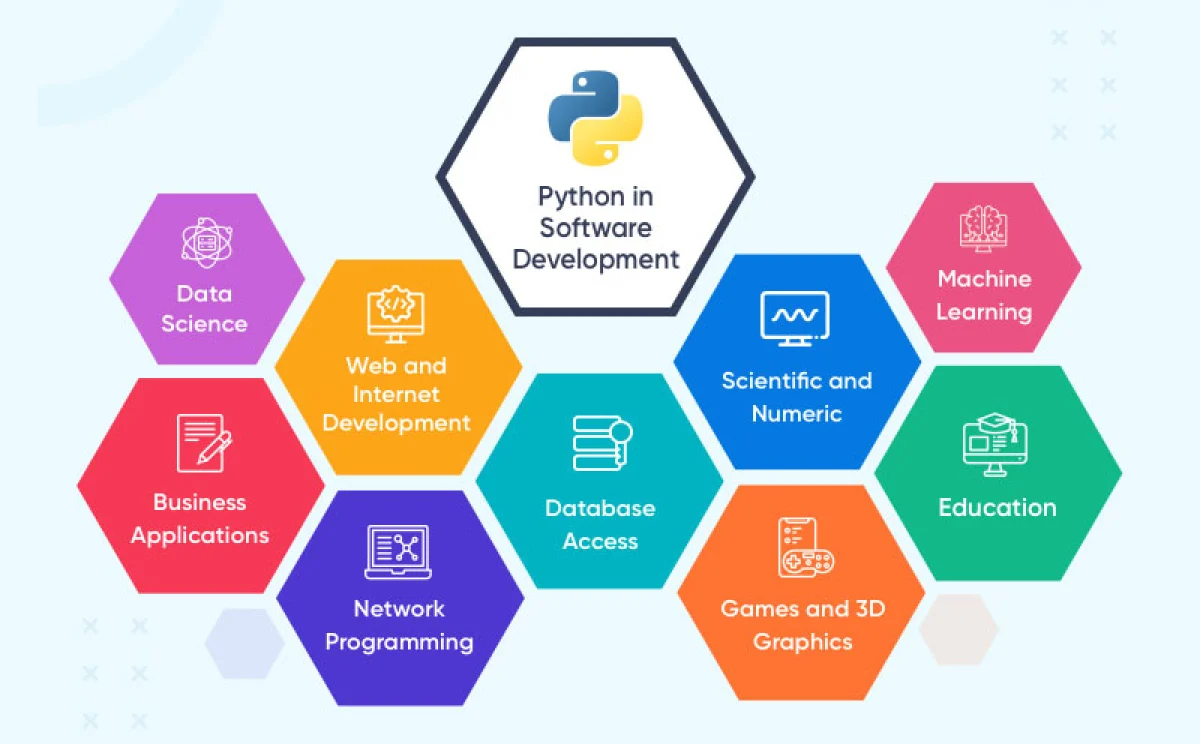 Python in
Software
Development
Data
Science
Web and
Internet
Development
Scientific and
Numeric
Machine
Learning
Business
Applications
Network
Programming
Database
Access
Games and 3D
Graphics
Education